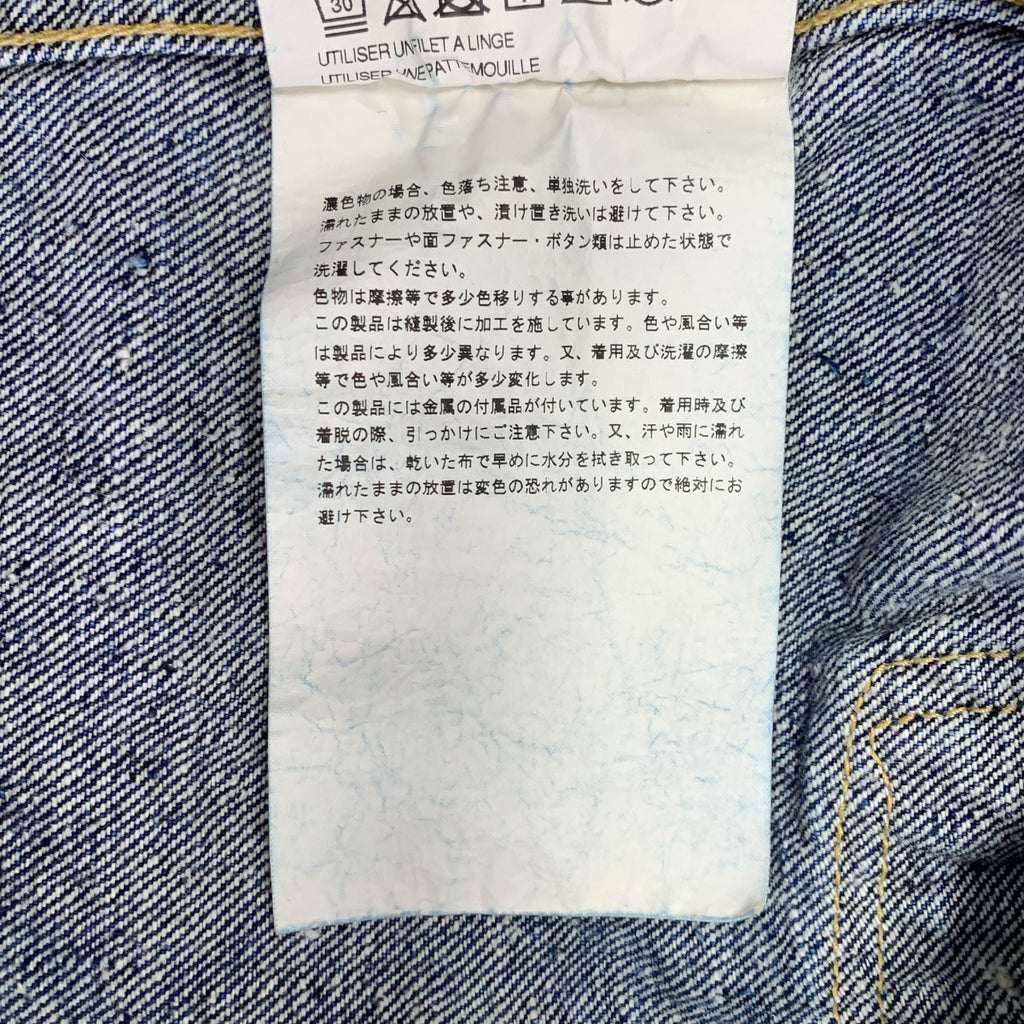 30
UTILISER UN FILET A LINGE
UTILISER UNE PATTEMOUILLE
濃色物の場合、色落ち注意、単独洗いをして下さい。
濡れたままの放置や、漬け置き洗いは避けて下さい。
ファスナーや面ファスナー・ボタン類は止めた状態で
洗濯してください。
色物は摩擦等で多少色移りする事があります。
この製品は縫製後に加工を施しています。色や風合い等
は製品により多少異なります。又、着用及び洗濯の摩擦
等で色や風合い等が多少変化します。
この製品には金属の付属品が付いています。着用時及び
着脱の際、引っかけにご注意下さい。又、汗や雨に濡れ
た場合は、乾いた布で早めに水分を拭き取って下さい。
濡れたままの放置は変色の恐れがありますので絶対にお
避け下さい。